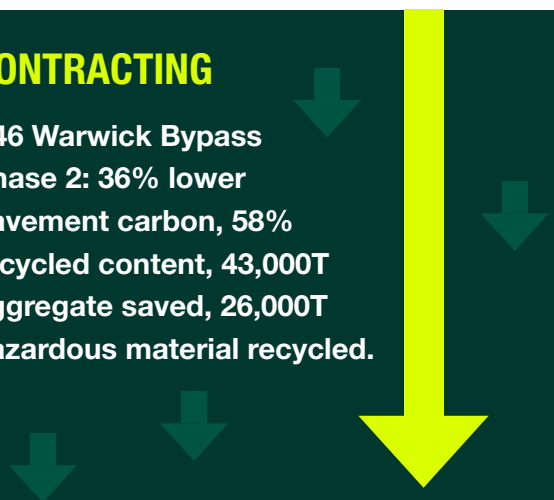 ONTRACTING
46 Warwick Bypass
hase 2: 36% lower
avement carbon, 58%
cycled content, 43,000T
ggregate saved, 26,000T
azardous material recycled.